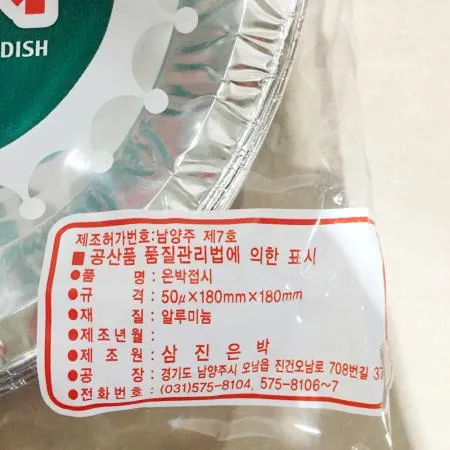 DISH
제조허가번호:남양주 제7호
■ 공산품 품질관리법에 의한 표시
●품 명 : 은박접시
●규 격 : 50μ×180mm×180mm
●재 질 : 알루미늄
●제조년월 :
●제 조 원 : 삼 진 은 박
●공 장 : 경기도 남양주시 오남읍 진건오남로 708번길 37
●전화번호 : (031)575-8104, 575-8106~7